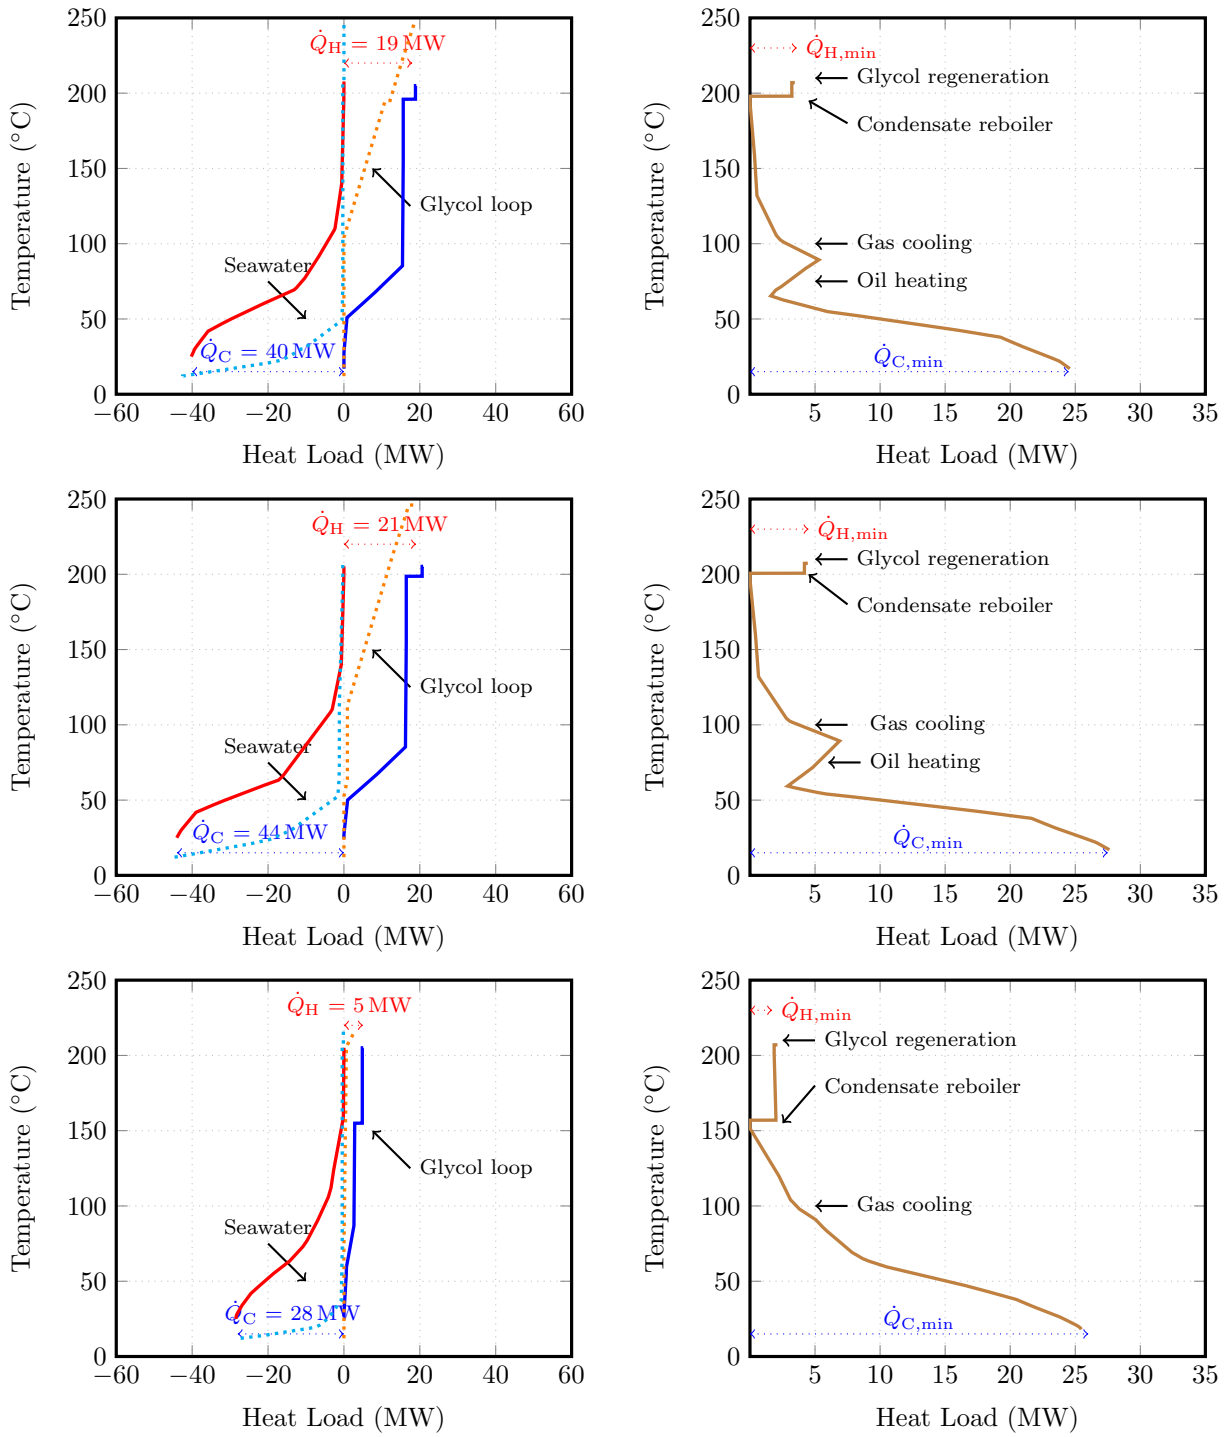 250
200
150
100
50
0
Temperature (°C)
Q̇H = 19 MW
Glycol loop
Seawater
Q̇C = 40 MW
−60 −40 −20 0 20 40 60
Heat Load (MW)
250
200
150
100
50
0
Temperature (°C)
Q̇H,min
Glycol regeneration
Condensate reboiler
Gas cooling
Oil heating
Q̇C,min
5 10 15 20 25 30 35
Heat Load (MW)
250
200
150
100
50
0
Temperature (°C)
Q̇H = 21 MW
Glycol loop
Seawater
Q̇C = 44 MW
−60 −40 −20 0 20 40 60
Heat Load (MW)
250
200
150
100
50
0
Temperature (°C)
Q̇H,min
Glycol regeneration
Condensate reboiler
Gas cooling
Oil heating
Q̇C,min
5 10 15 20 25 30 35
Heat Load (MW)
250
200
150
100
50
0
Temperature (°C)
Q̇H = 5 MW
Glycol loop
Seawater
Q̇C = 28 MW
−60 −40 −20 0 20 40 60
Heat Load (MW)
250
200
150
100
50
0
Temperature (°C)
Q̇H,min
Glycol regeneration
Condensate reboiler
Gas cooling
Q̇C,min
5 10 15 20 25 30 35
Heat Load (MW)